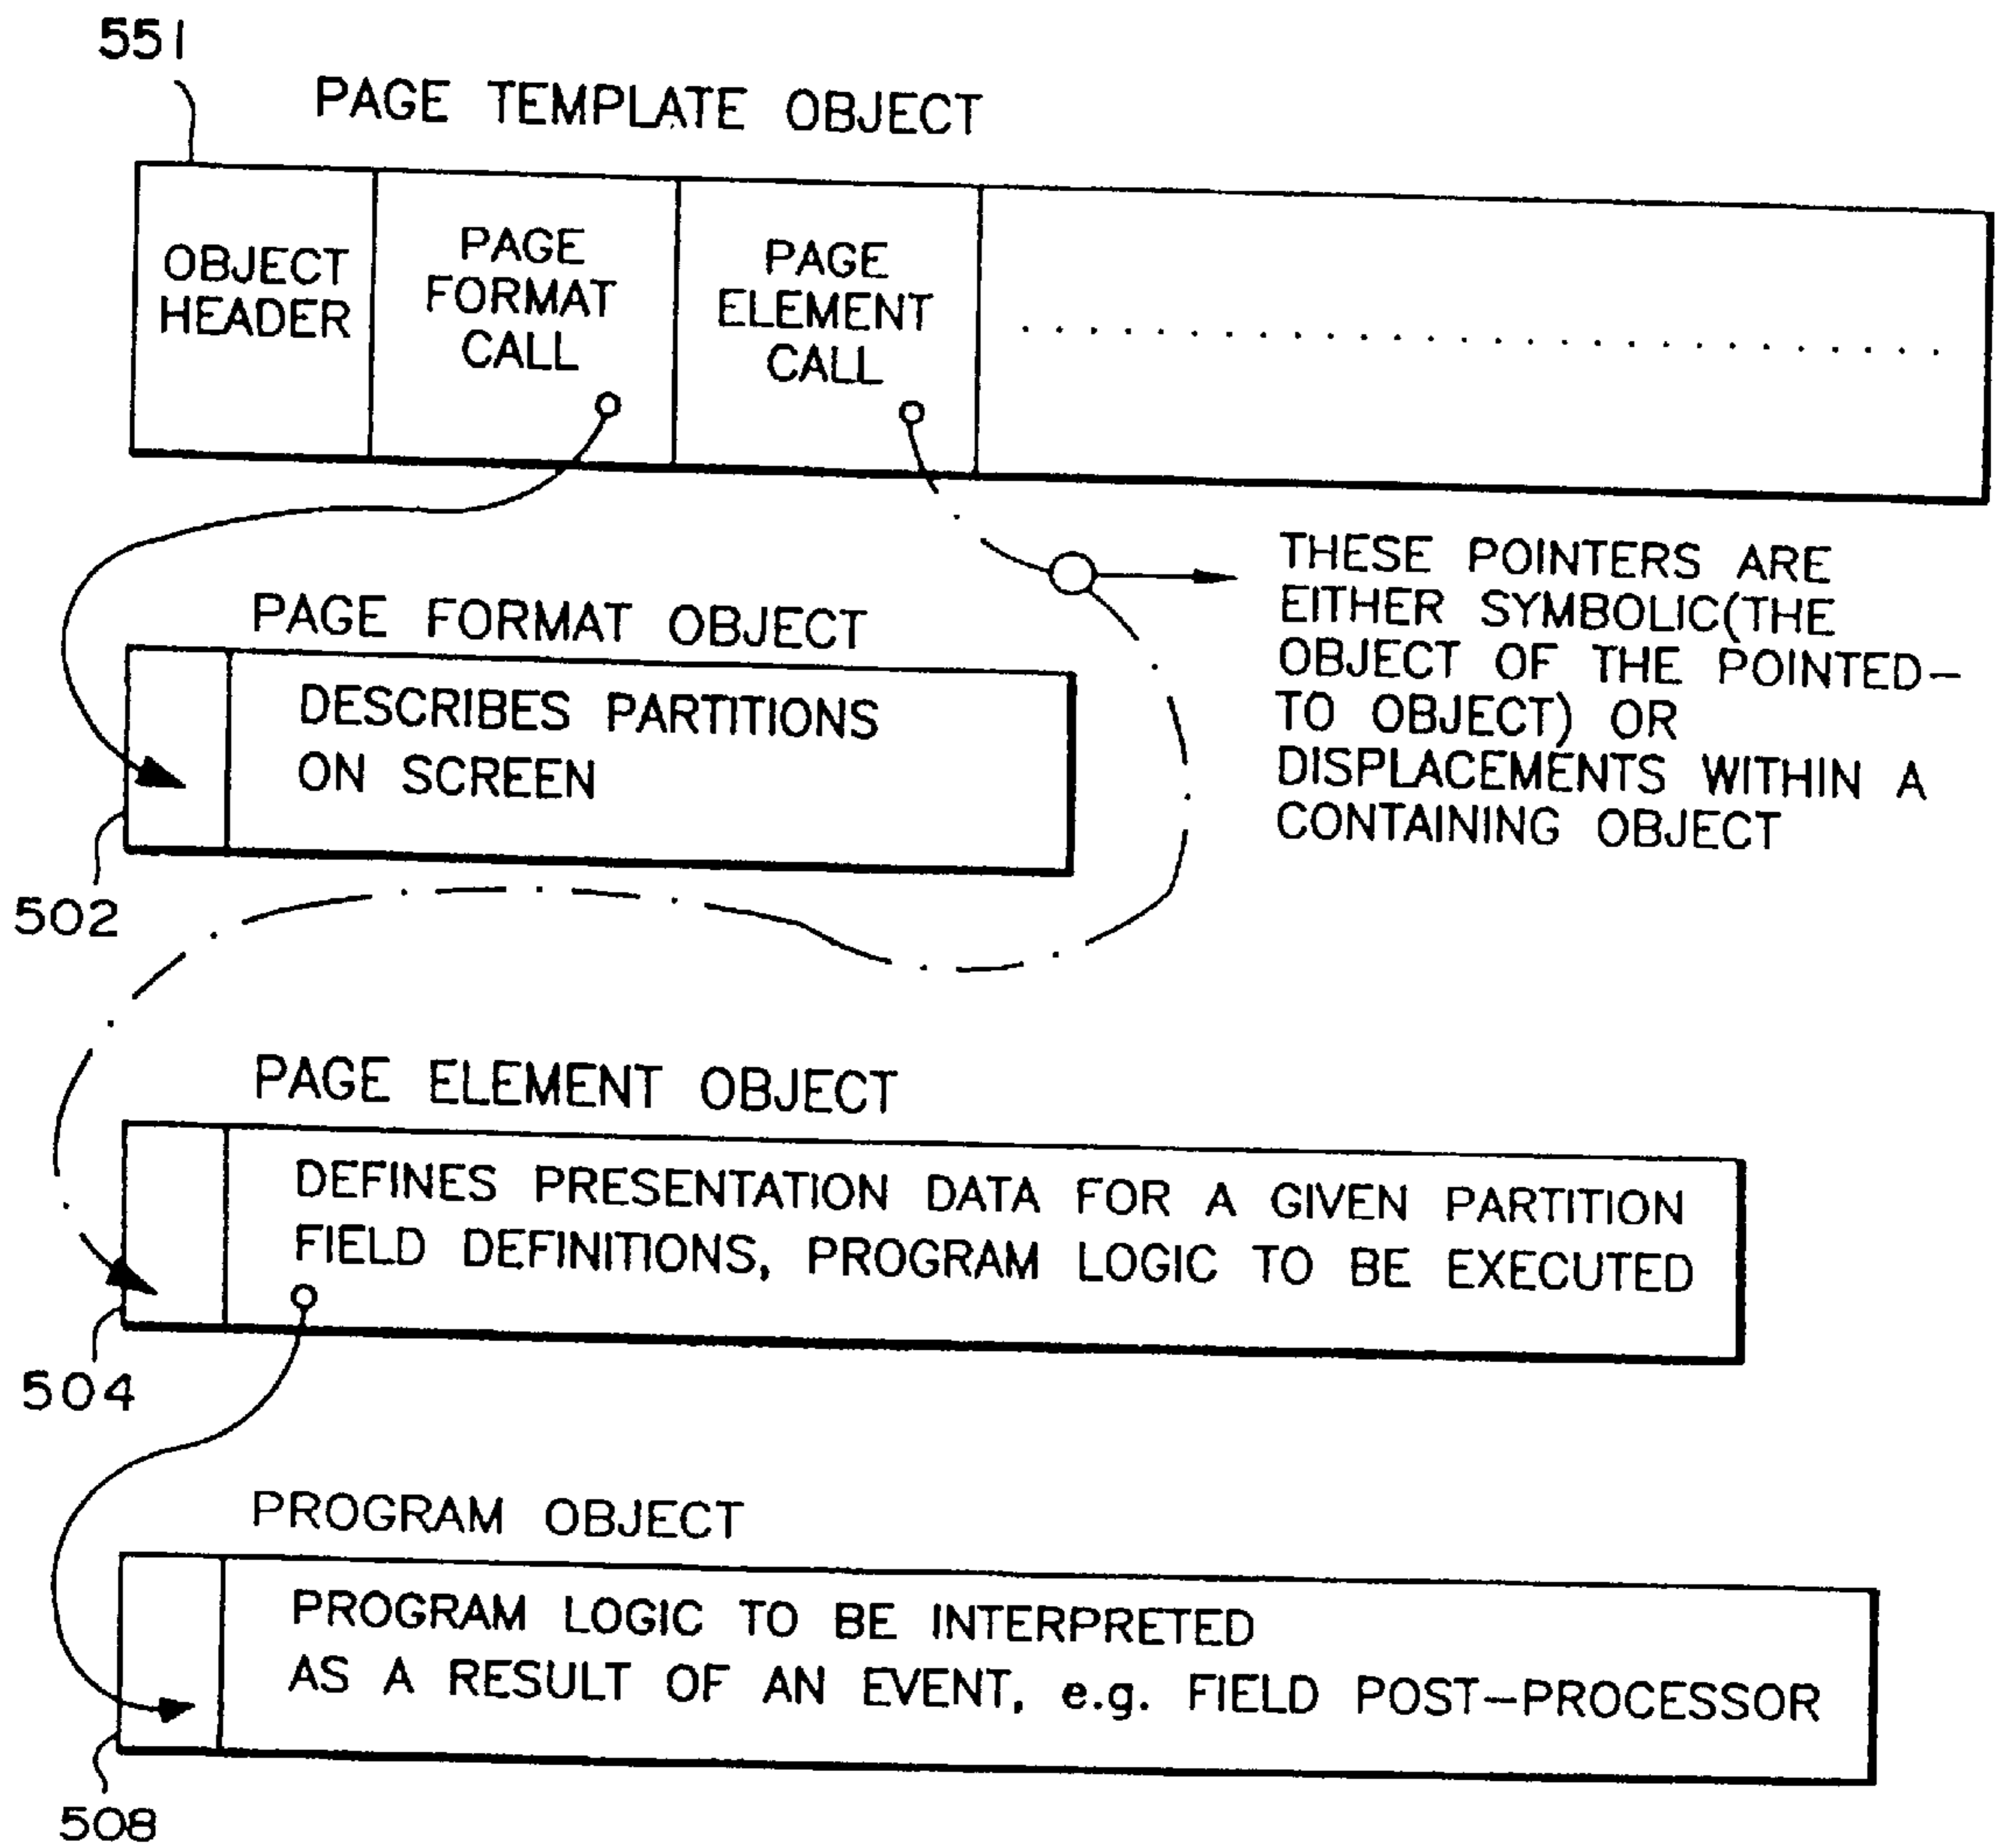 551
PAGE TEMPLATE OBJECT
OBJECT
HEADER
PAGE
FORMAT
CALL
PAGE
ELEMENT
CALL
. . . . . . . . . . . . . . . . . . . . . . . . . . . .
THESE POINTERS ARE
EITHER SYMBOLIC(THE
OBJECT OF THE POINTED-
TO OBJECT) OR
DISPLACEMENTS WITHIN A
CONTAINING OBJECT
PAGE FORMAT OBJECT
DESCRIBES PARTITIONS
ON SCREEN
502
PAGE ELEMENT OBJECT
DEFINES PRESENTATION DATA FOR A GIVEN PARTITION
FIELD DEFINITIONS, PROGRAM LOGIC TO BE EXECUTED
504
PROGRAM OBJECT
PROGRAM LOGIC TO BE INTERPRETED
AS A RESULT OF AN EVENT, e.g. FIELD POST-PROCESSOR
508